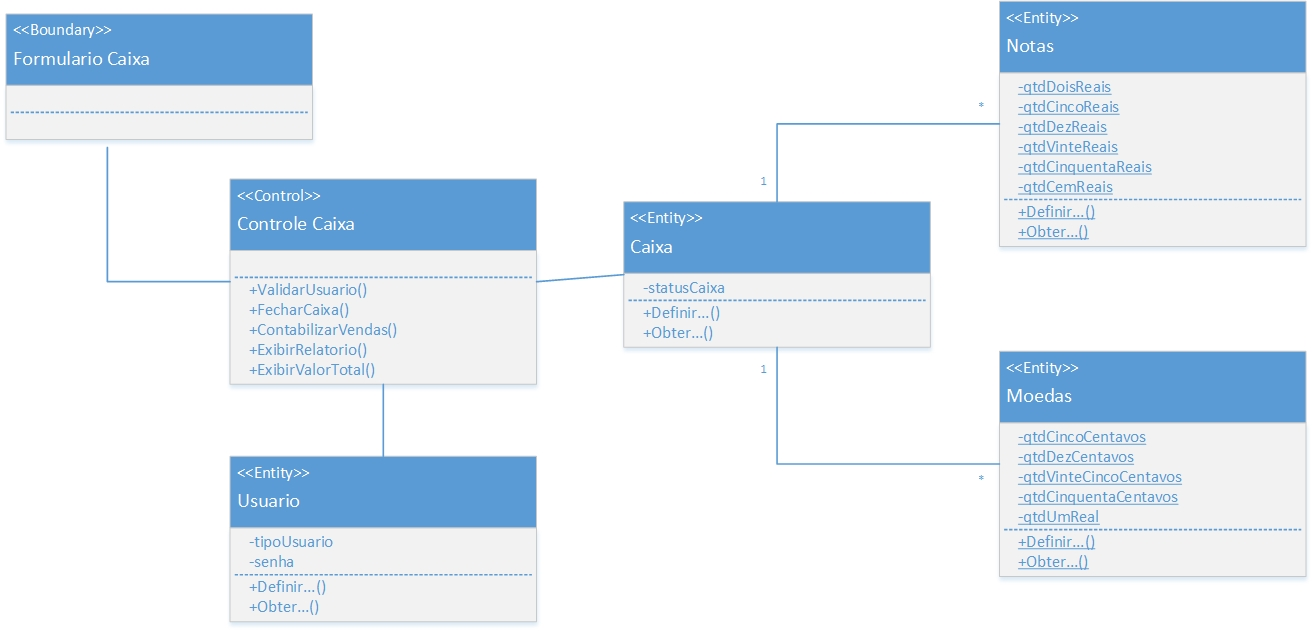 <<Boundary>>
Formulario Caixa
<<Control>>
Controle Caixa
+ValidarUsuario()
+FecharCaixa()
+ContabilizarVendas()
+ExibirRelatorio()
+ExibirValorTotal()
<<Entity>>
Usuario
-tipoUsuario
-senha
+Definir...()
+Obter...()
<<Entity>>
Caixa
-statusCaixa
+Definir...()
+Obter...()
1
*
1
*
<<Entity>>
Notas
-qtdDoisReais
-qtdCincoReais
-qtdDezReais
-qtdVinteReais
-qtdCinquentaReais
-qtdCemReais
+Definir...()
+Obter...()
<<Entity>>
Moedas
-qtdCincoCentavos
-qtdDezCentavos
-qtdVinteCincoCentavos
-qtdCinquentaCentavos
-qtdUmReal
+Definir...()
+Obter...()